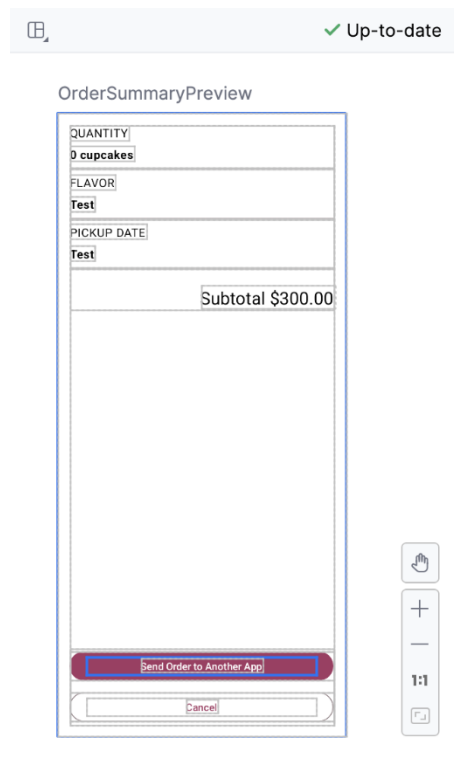 Up-to-date
OrderSummaryPreview
QUANTITY
0 cupcakes
FLAVOR
Test
PICKUP DATE
Test
Subtotal $300.00
Send Order to Another App
Cancel
1:1